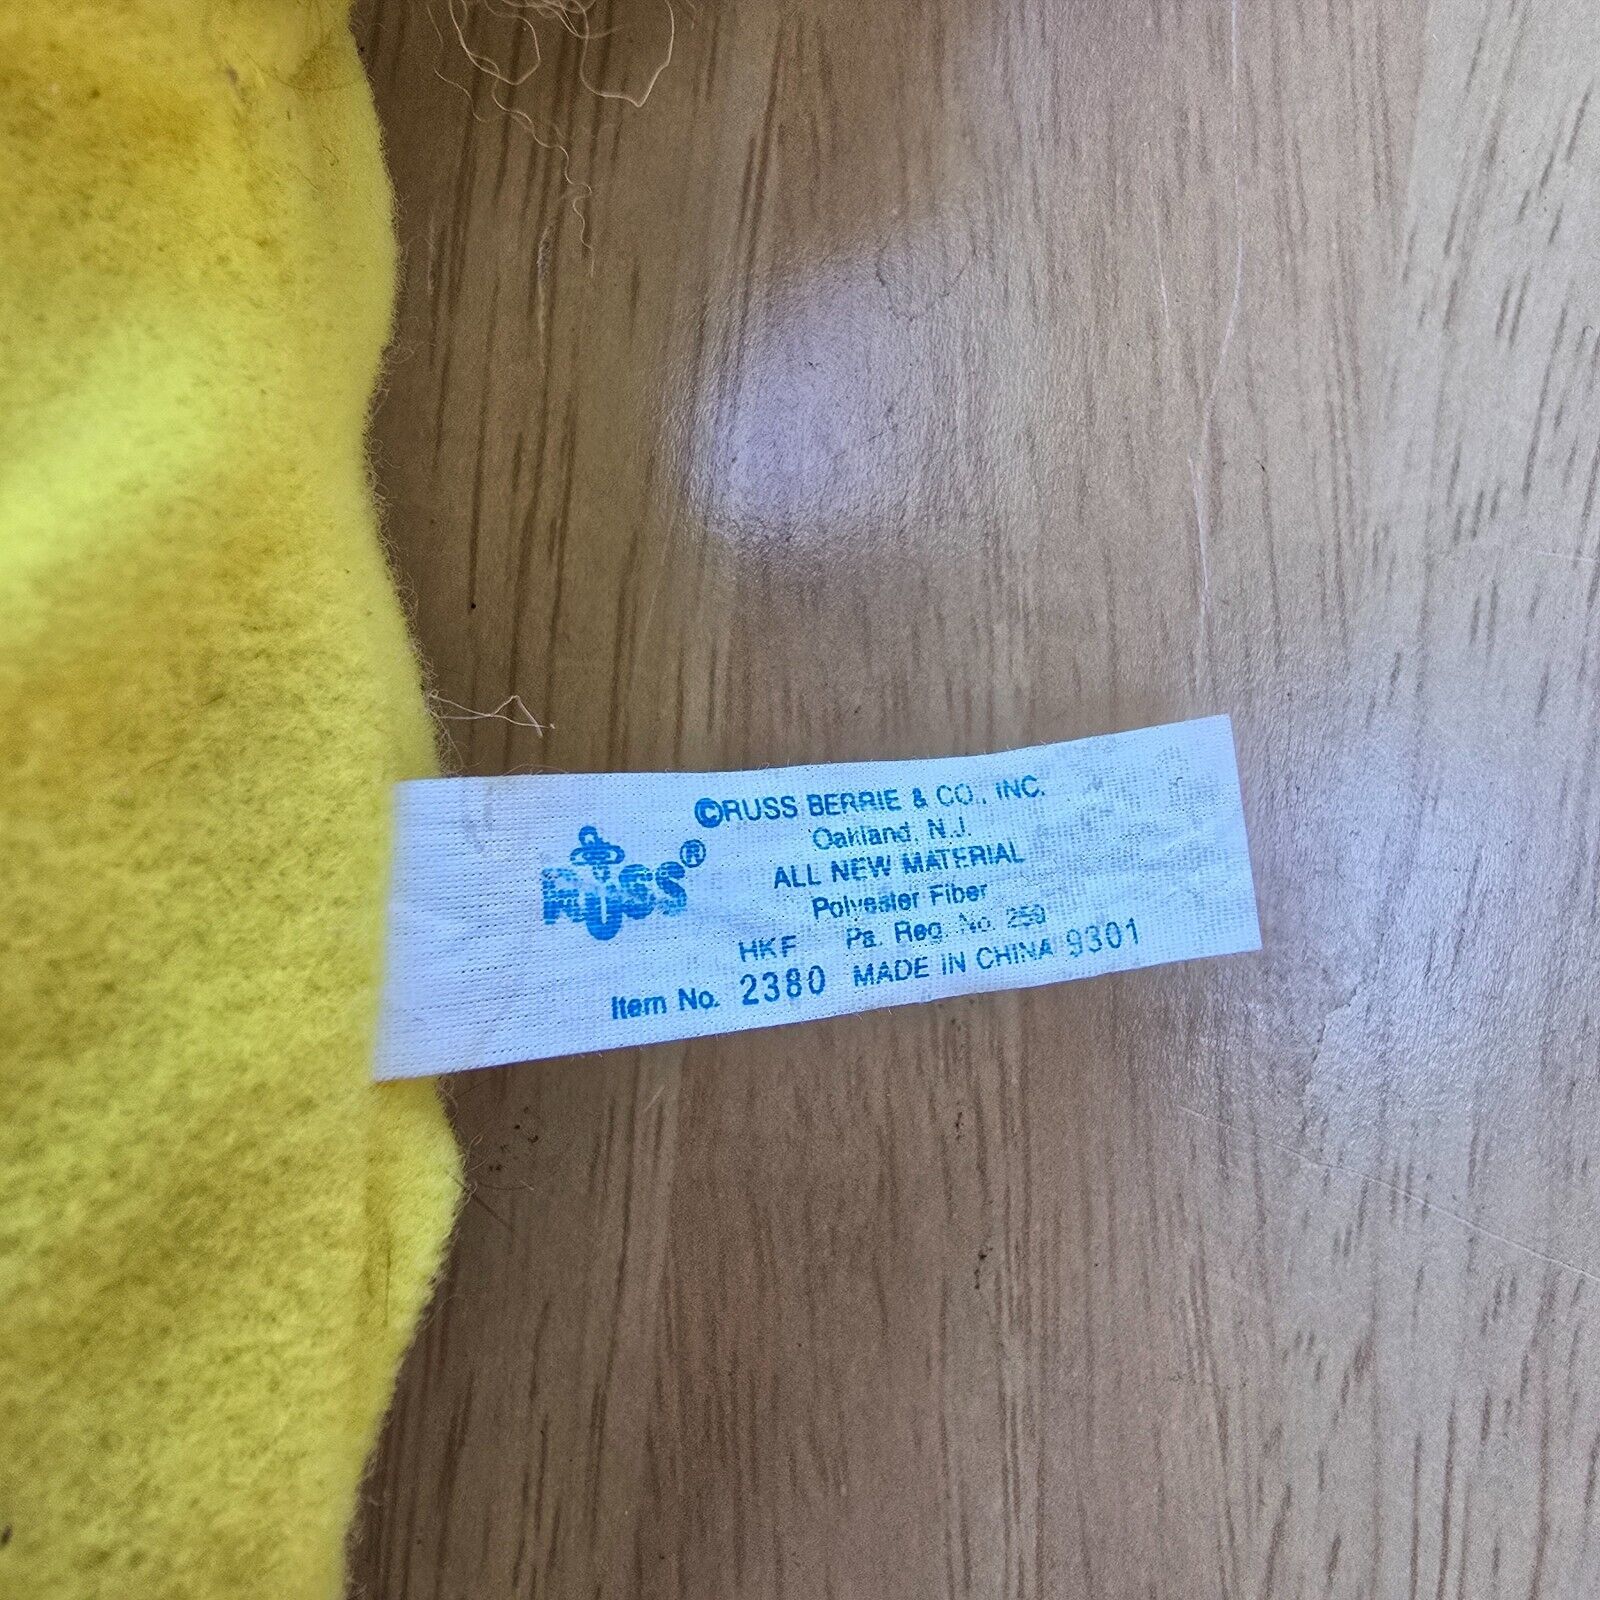 ©RUSS BERRIE & CO., INC.
Oakland, N.J.
RUSS®
ALL NEW MATERIAL
Polyester Fiber
HKF Pa. Reg. No. 259
Item No. 2380 MADE IN CHINA 9301